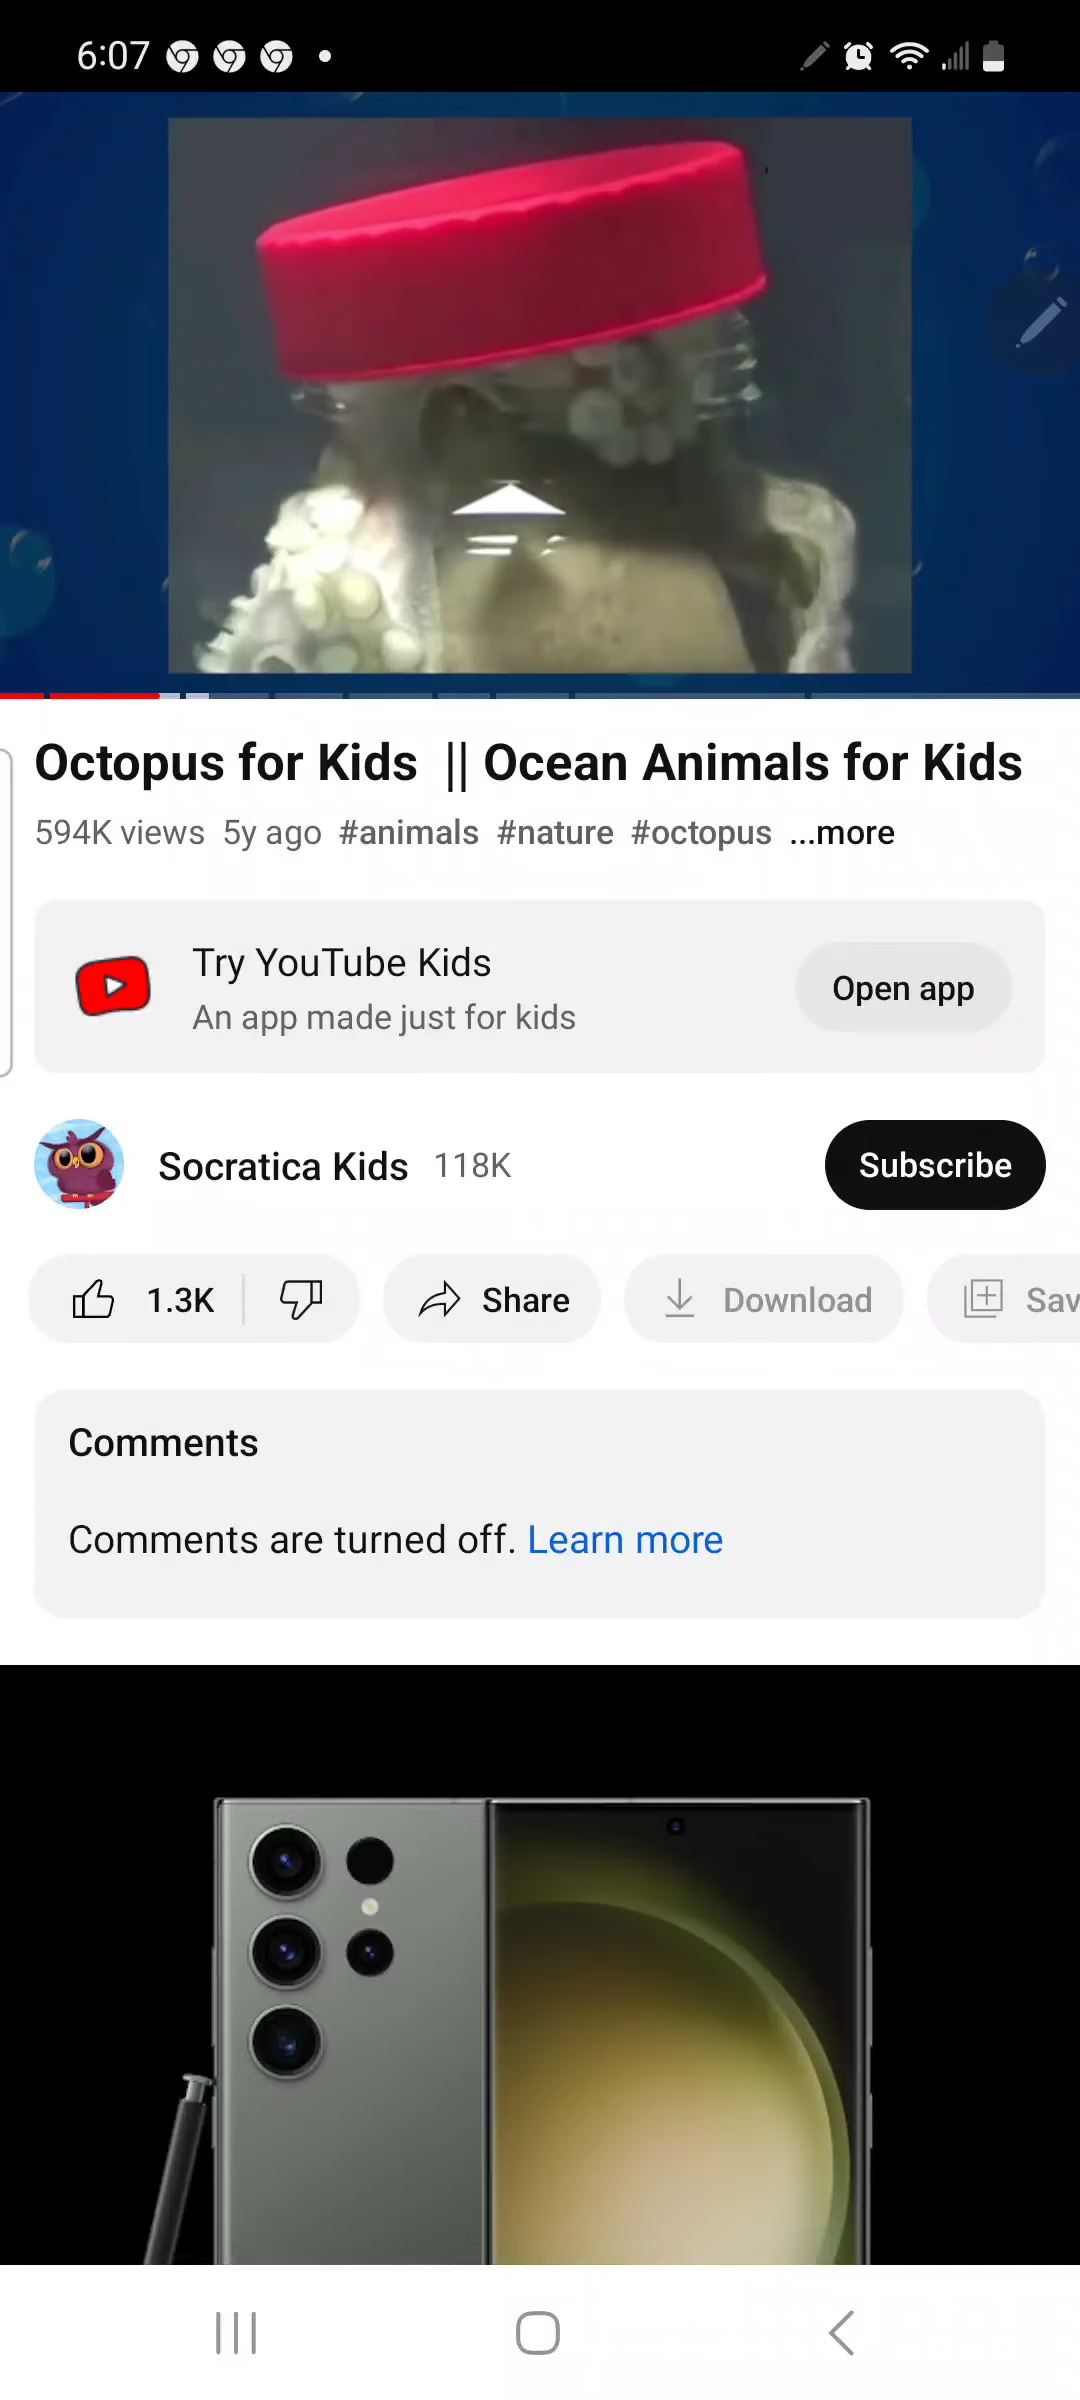 6:07
Octopus for Kids || Ocean Animals for Kids
594K views 5y ago #animals #nature #octopus ...more
Try YouTube Kids
An app made just for kids
Open app
Socratica Kids 118K
Subscribe
1.3K
Share
Download
Sav
Comments
Comments are turned off. Learn more